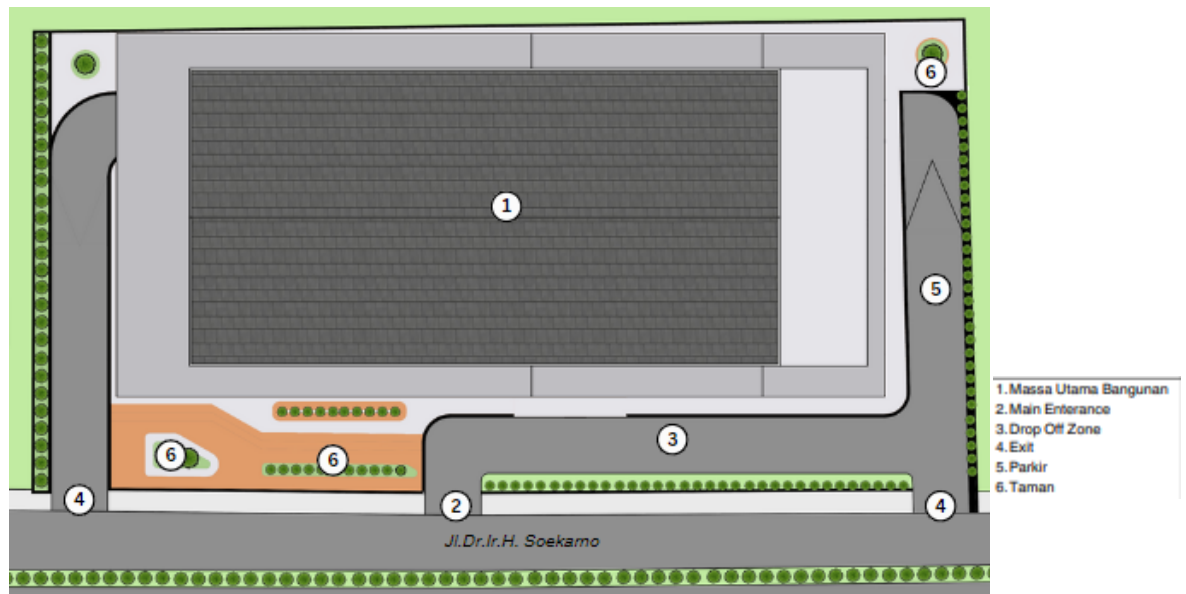 6
1
5
1. Massa Utama Bangunan
2. Main Enterance
3. Drop Off Zone
4. Exit
5. Parkir
6. Taman
3
6
6
4
2
4
Jl.Dr.Ir.H. Soekarno